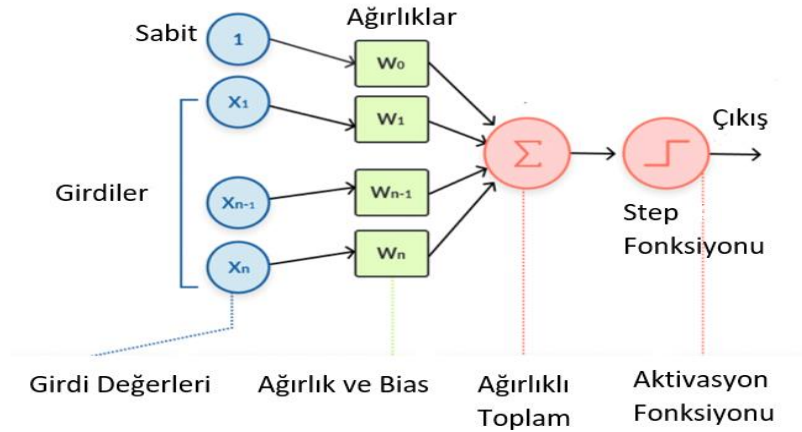 Ağırlıklar
Sabit
1
W₀
X₁
W₁
Çıkış
Σ
Girdiler
Xₙ₋₁
Wₙ₋₁
Step
Fonksiyonu
Xₙ
Wₙ
Girdi Değerleri
Ağırlık ve Bias
Ağırlıklı
Toplam
Aktivasyon
Fonksiyonu